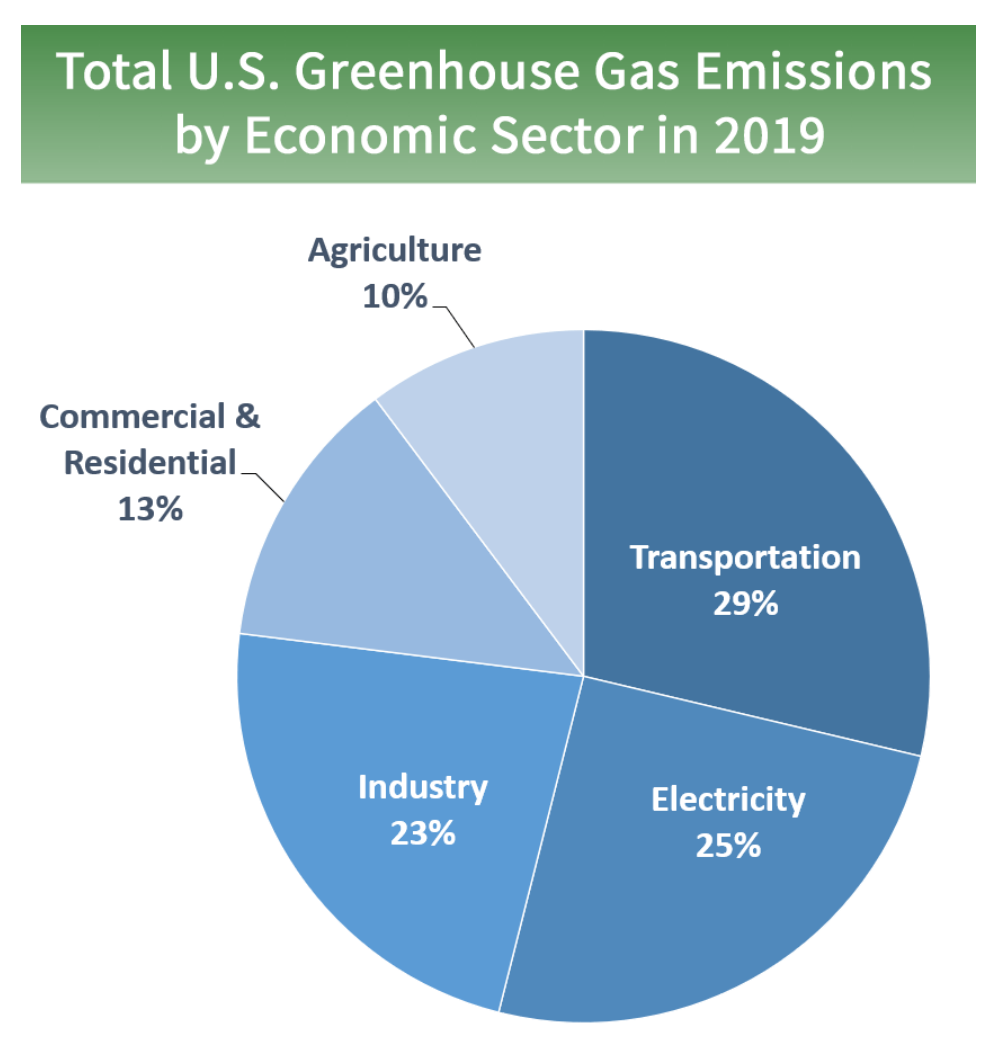 Total U.S. Greenhouse Gas Emissions
by Economic Sector in 2019
Agriculture
10%
Commercial &
Residential
13%
Transportation
29%
Industry
23%
Electricity
25%